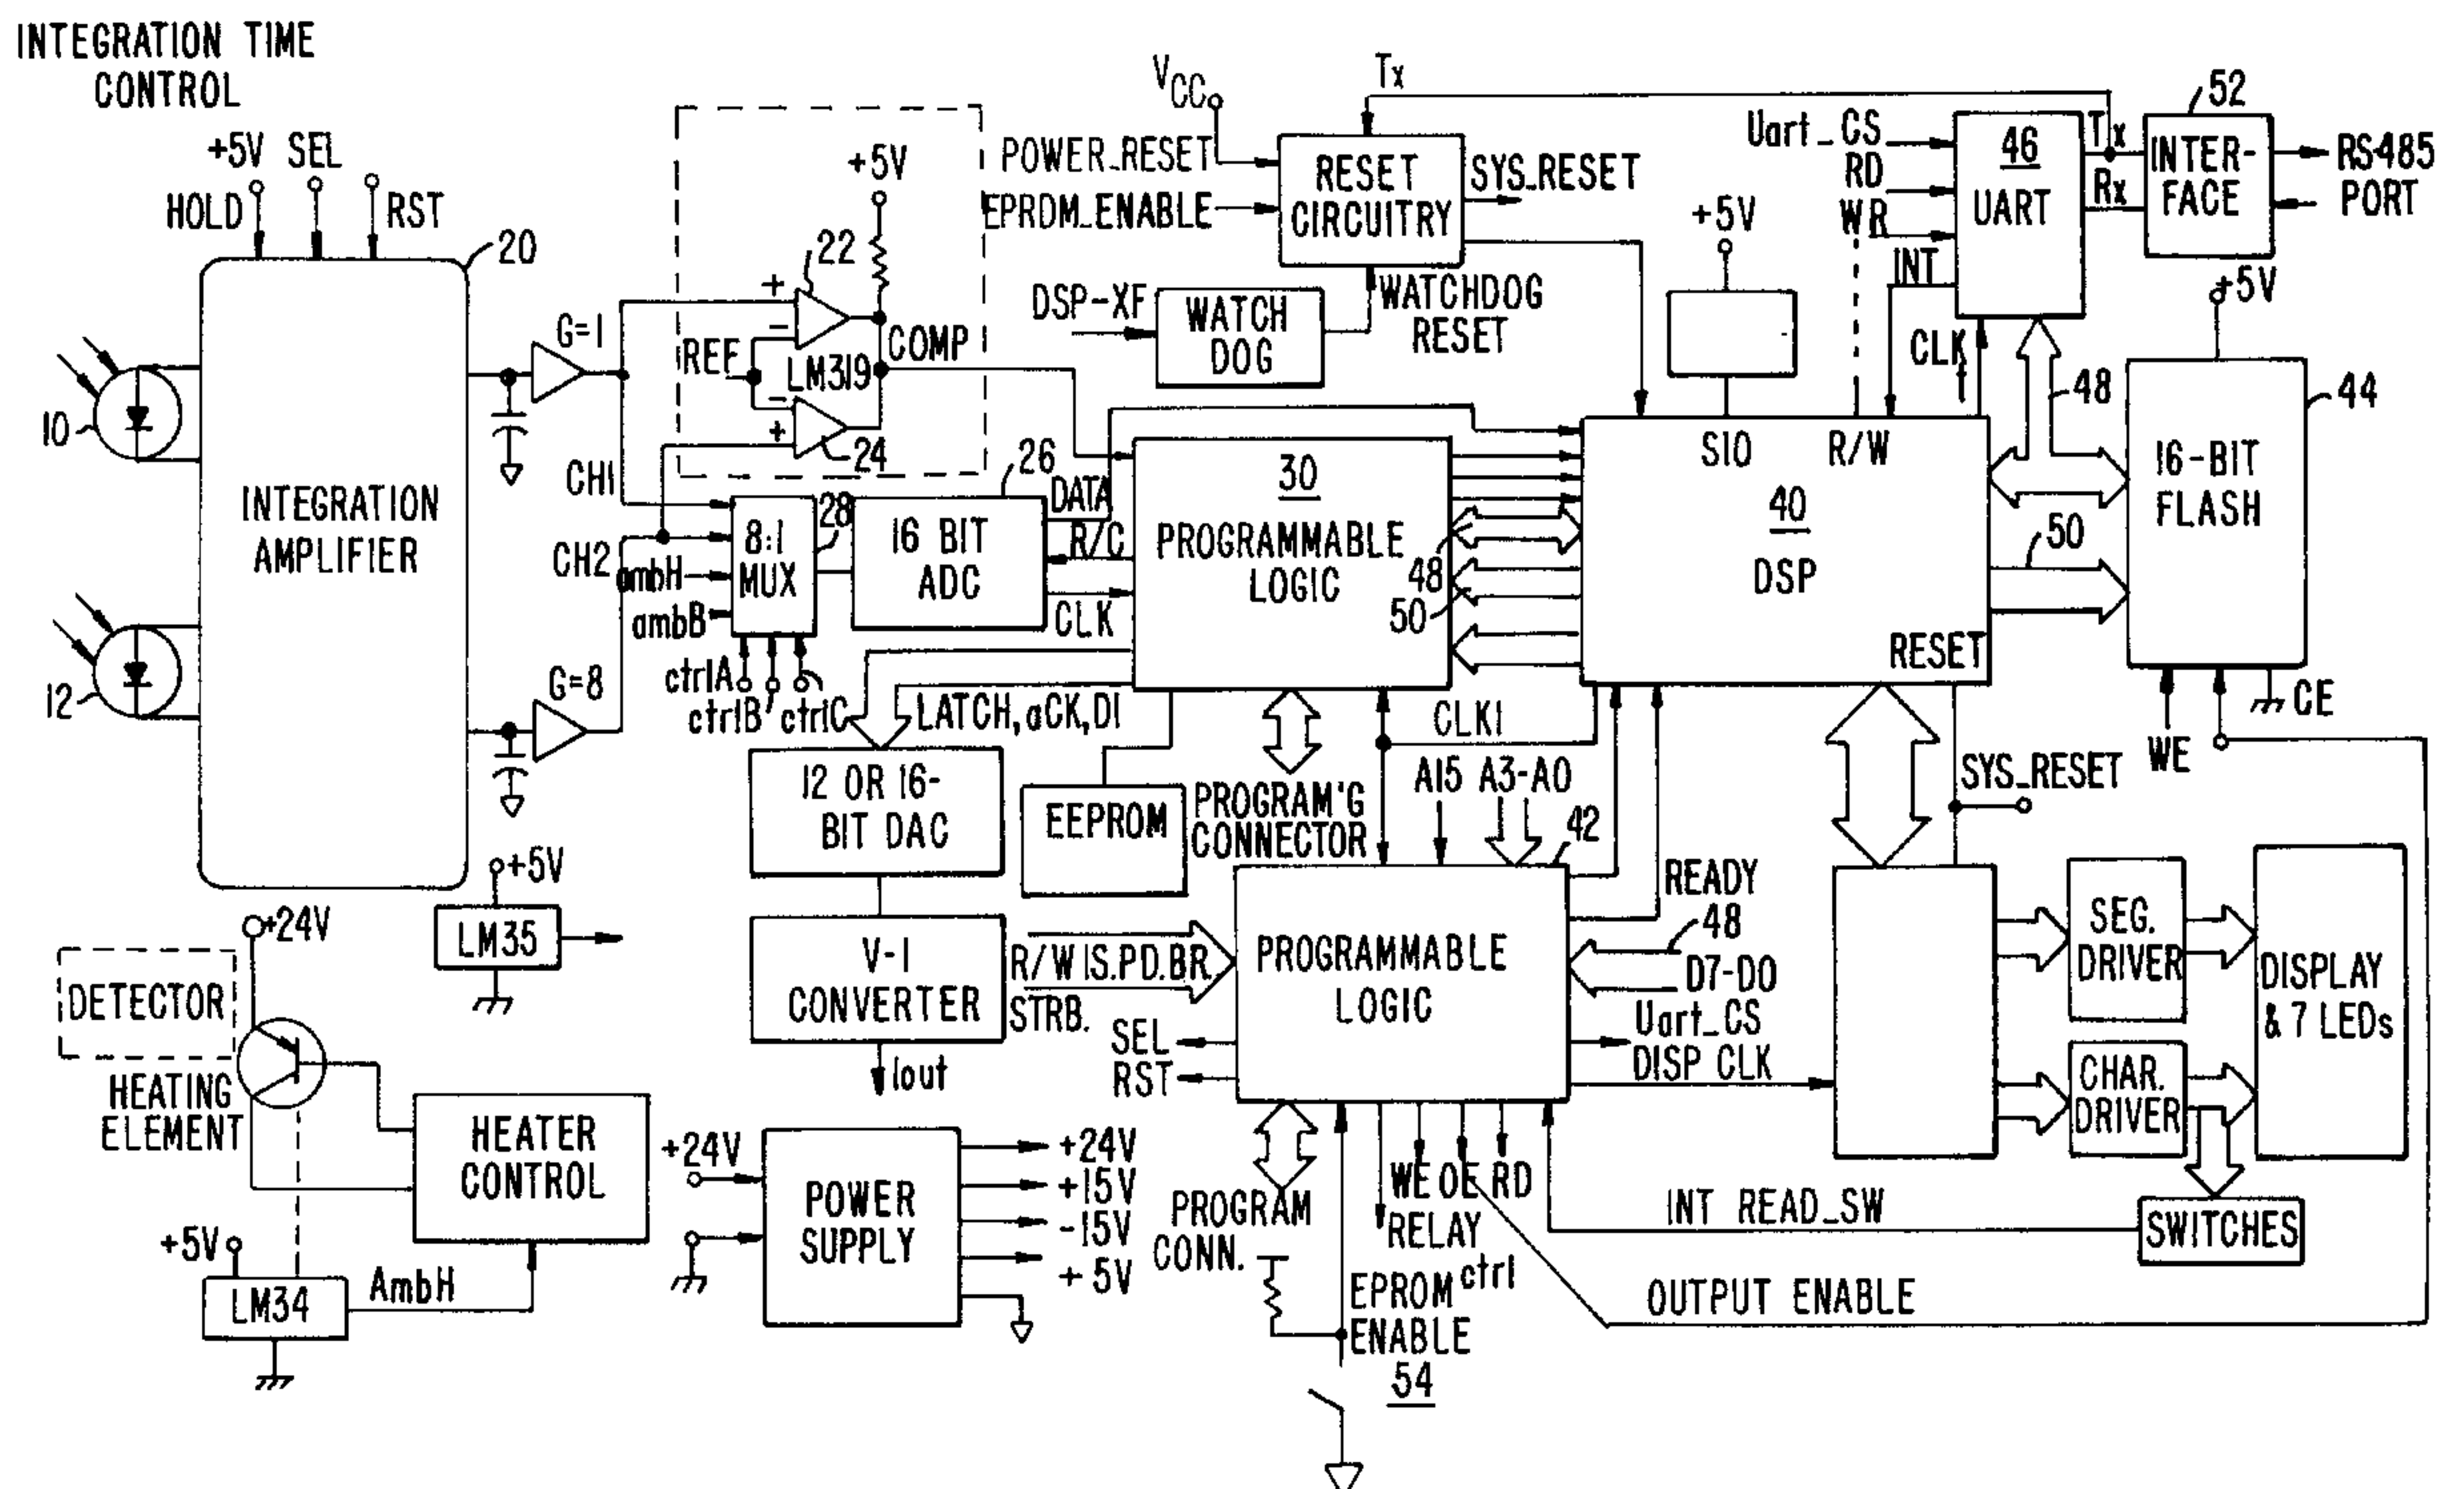 INTEGRATION TIME
CONTROL
+5V SEL
HOLD
RST
20
10
12
INTEGRATION
AMPLIFIER
G=1
G=8
CH1
CH2
+5V
22
+
-
REF
LM319
COMP
-
+
24
26
28
8:1
MUX
ambH
ambB
ctrlA
ctrlB
ctrlC
16 BIT
ADC
DATA
R/C
CLK
VCC
POWER_RESET
EPRDM_ENABLE
Tx
RESET
CIRCUITRY
SYS_RESET
DSP-XF
WATCH
DOG
WATCHDOG
RESET
+5V
Uart_CS
RD
WR
INT
CLK
46
UART
Tx
Rx
52
INTER-
FACE
RS485
PORT
+5V
48
44
16-BIT
FLASH
50
WE
CE
30
PROGRAMMABLE
LOGIC
48
50
SIO
R/W
40
DSP
RESET
LATCH,aCK,DI
12 OR 16-
BIT DAC
EEPROM
PROGRAM'G
CONNECTOR
CLK1
A15 A3-A0
42
READY
48
D7-D0
SYS_RESET
V-I
CONVERTER
Iout
R/W IS.PD.BR.
STRB.
SEL
RST
PROGRAMMABLE
LOGIC
Uart_CS
DISP CLK
SEG.
DRIVER
CHAR.
DRIVER
DISPLAY
& 7 LEDs
SWITCHES
INT READ_SW
OUTPUT ENABLE
+5V
LM35
+24V
DETECTOR
HEATING
ELEMENT
HEATER
CONTROL
+5V
LM34
AmbH
+24V
POWER
SUPPLY
+24V
+15V
-15V
+5V
PROGRAM
CONN.
WE OE RD
RELAY
ctrl
EPROM
ENABLE
54